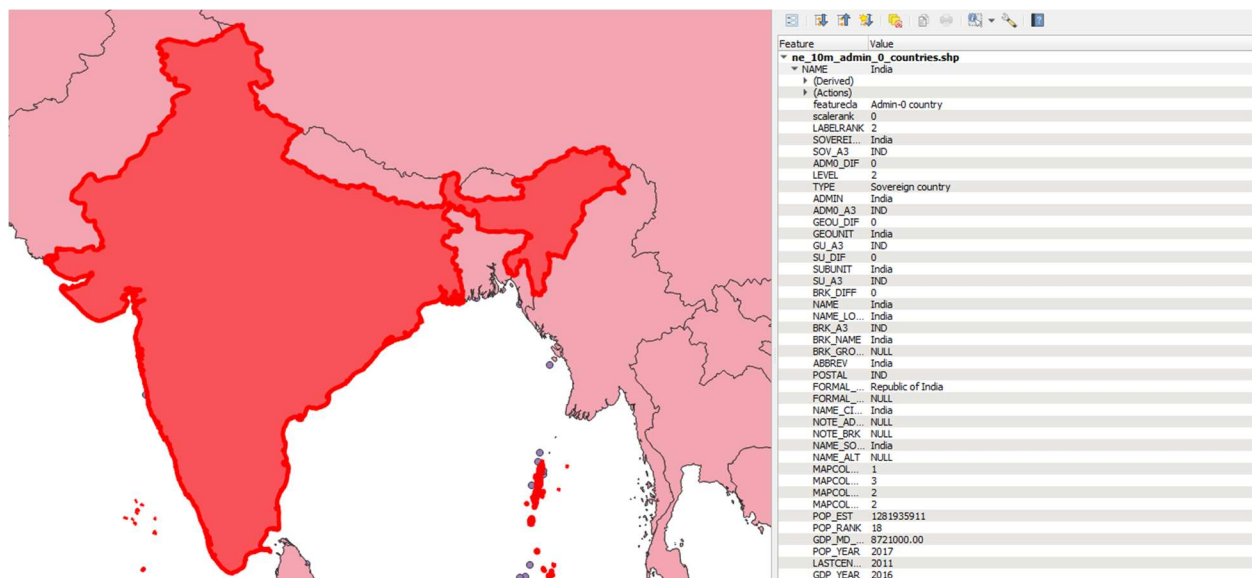 Feature Value
ne_10m_admin_0_countries.shp
NAME India
(Derived)
(Actions)
featurecla Admin-0 country
scalerank 0
LABELRANK 2
SOVEREI... India
SOV_A3 IND
ADM0_DIF 0
LEVEL 2
TYPE Sovereign country
ADMIN India
ADM0_A3 IND
GEOU_DIF 0
GEOUNIT India
GU_A3 IND
SU_DIF 0
SUBUNIT India
SU_A3 IND
BRK_DIFF 0
NAME India
NAME_LO... India
BRK_A3 IND
BRK_NAME India
BRK_GRO... NULL
ABBREV India
POSTAL IND
FORMAL_... Republic of India
FORMAL_... NULL
NAME_CI... India
NOTE_AD... NULL
NOTE_BRK NULL
NAME_SO... India
NAME_ALT NULL
MAPCOL... 1
MAPCOL... 3
MAPCOL... 2
MAPCOL... 2
POP_EST 1281935911
POP_RANK 18
GDP_MD_... 8721000.00
POP_YEAR 2017
LASTCEN... 2011
GDP_YEAR 2016